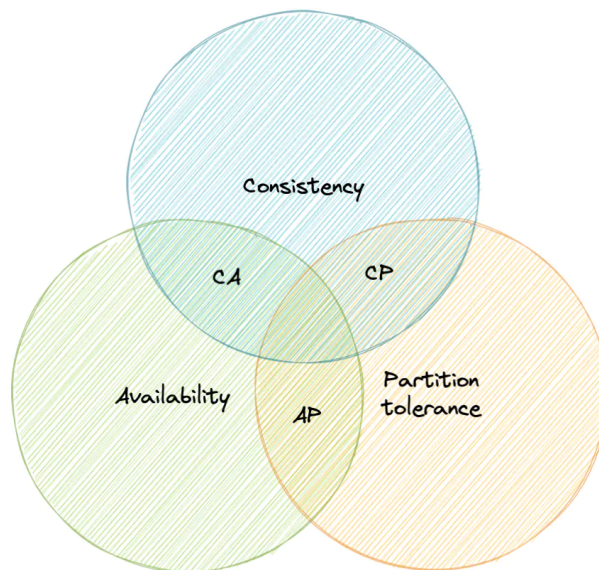 Consistency
CA
CP
Availability
Partition
tolerance
AP